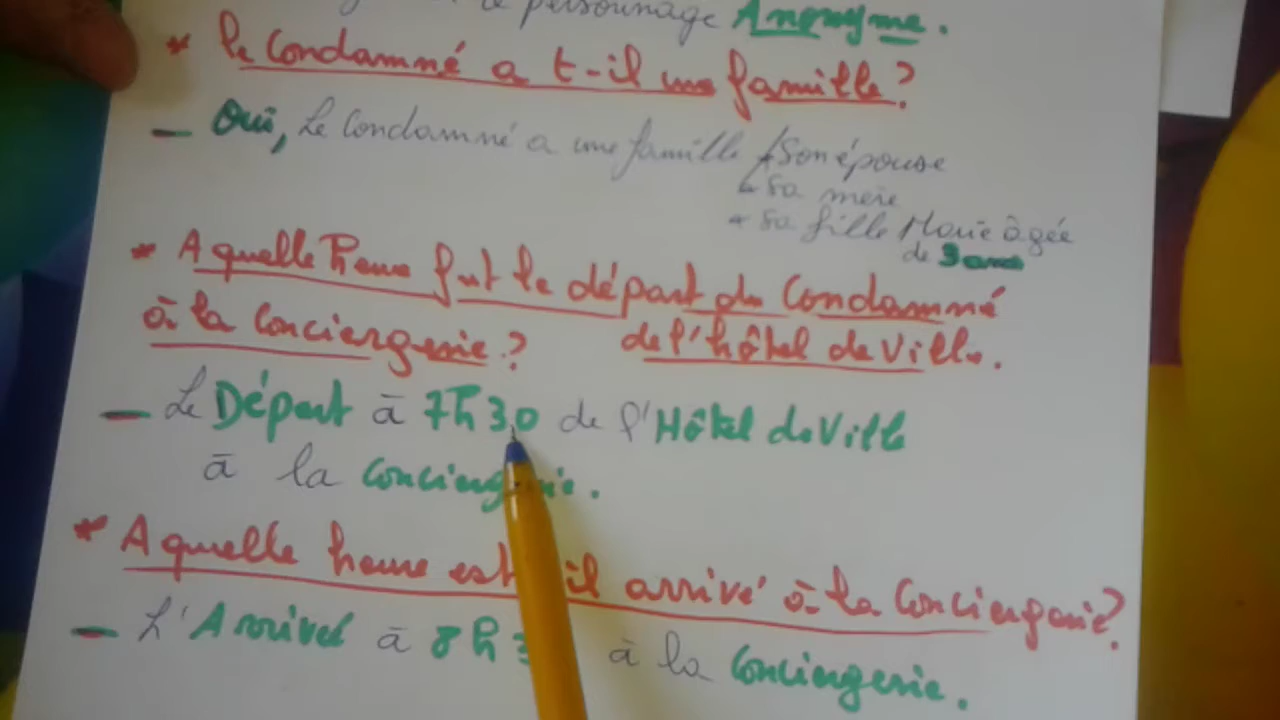 personnage Anonyme.
* le Condamné a t-il une famille?
- Oui, Le Condamné a une famille son épouse
sa mère
sa fille Marie âgée
de 3 ans
* A quelle heure fut le départ du Condamné
à la Conciergerie? de l'hôtel de Ville.
- Le Départ à 7h30 de l'Hôtel de Ville
à la Conciergerie.
* A quelle heure est il arrivé à la Conciergerie?
- L'Arrivée à 8h à la Conciergerie.